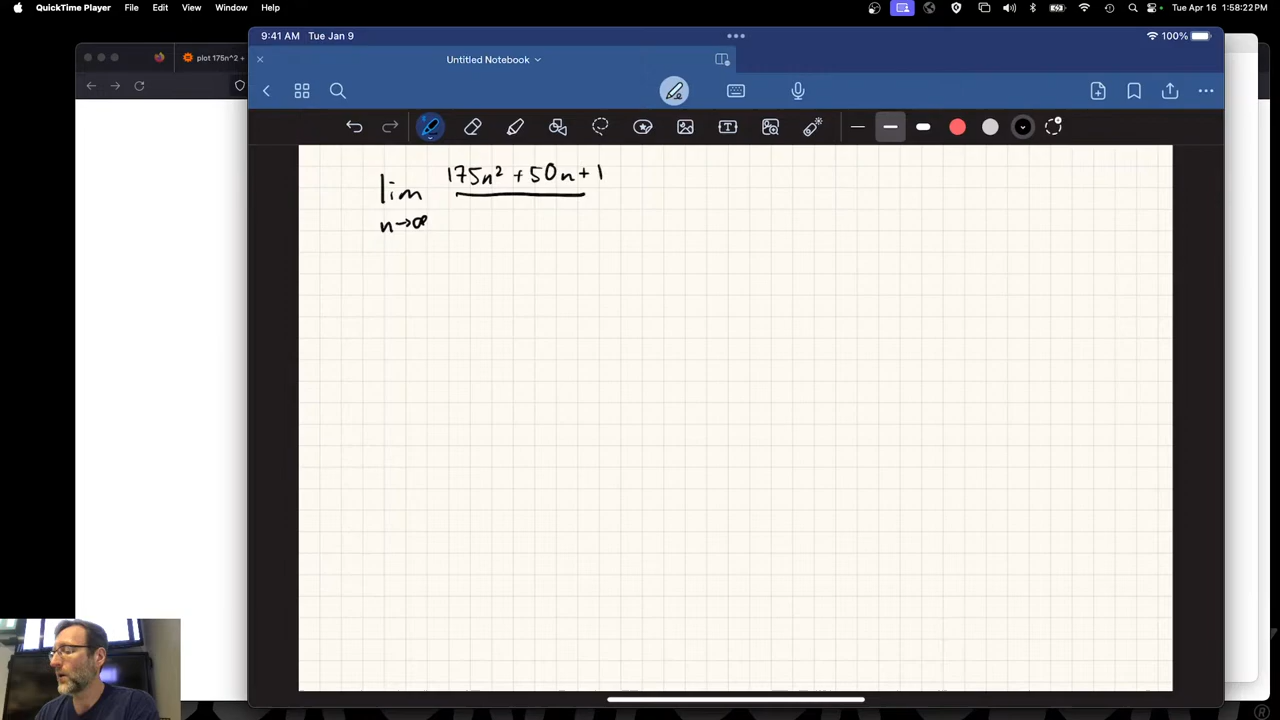 QuickTime Player File Edit View Window Help Tue Apr 16 1:58:22 PM
9:41 AM Tue Jan 9 100%
plot 175n^2 +
Untitled Notebook
lim 175n² + 50n + 1
n→∞